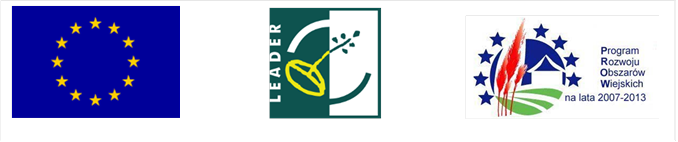 LEADER
Program
Rozwoju
Obszarów
Wiejskich
na lata 2007-2013